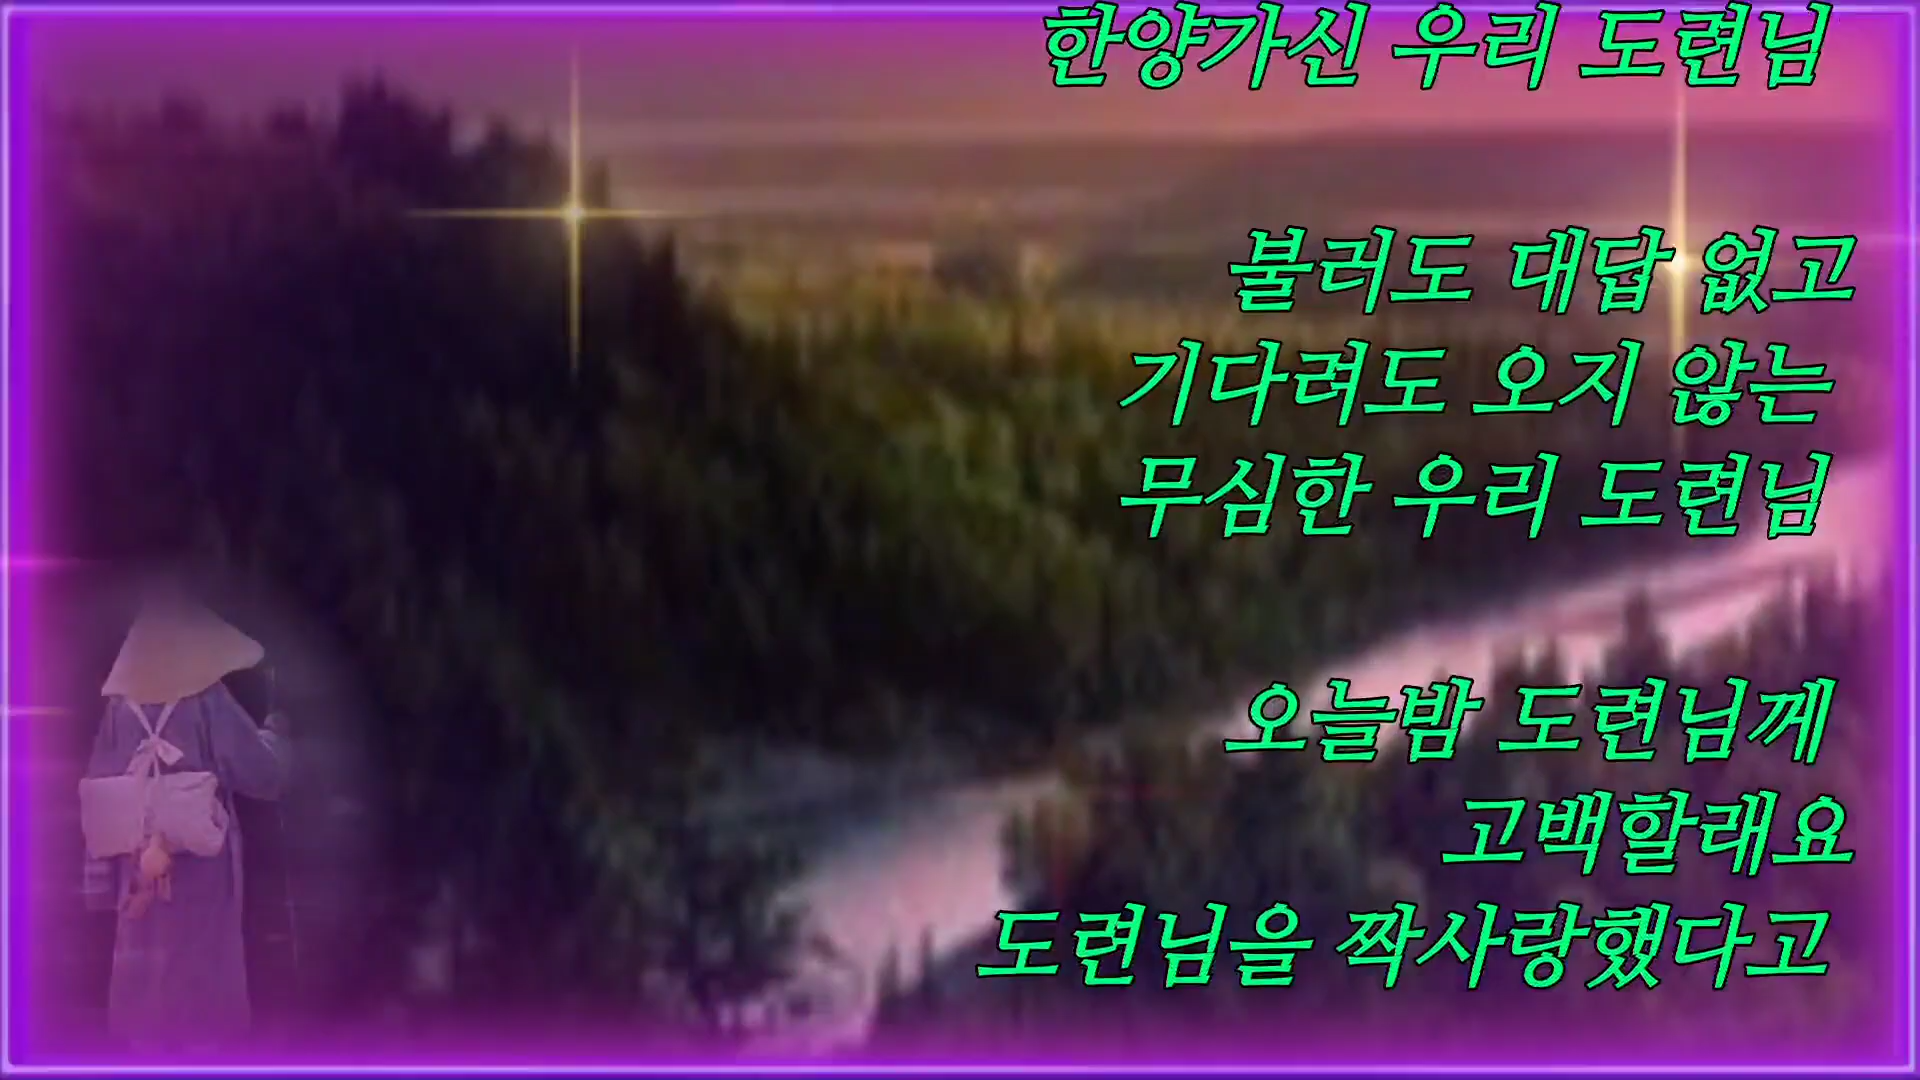 한양가신 우리 도련님
불러도 대답 없고
기다려도 오지 않는
무심한 우리 도련님
오늘밤 도련님께
고백할래요
도련님을 짝사랑했다고